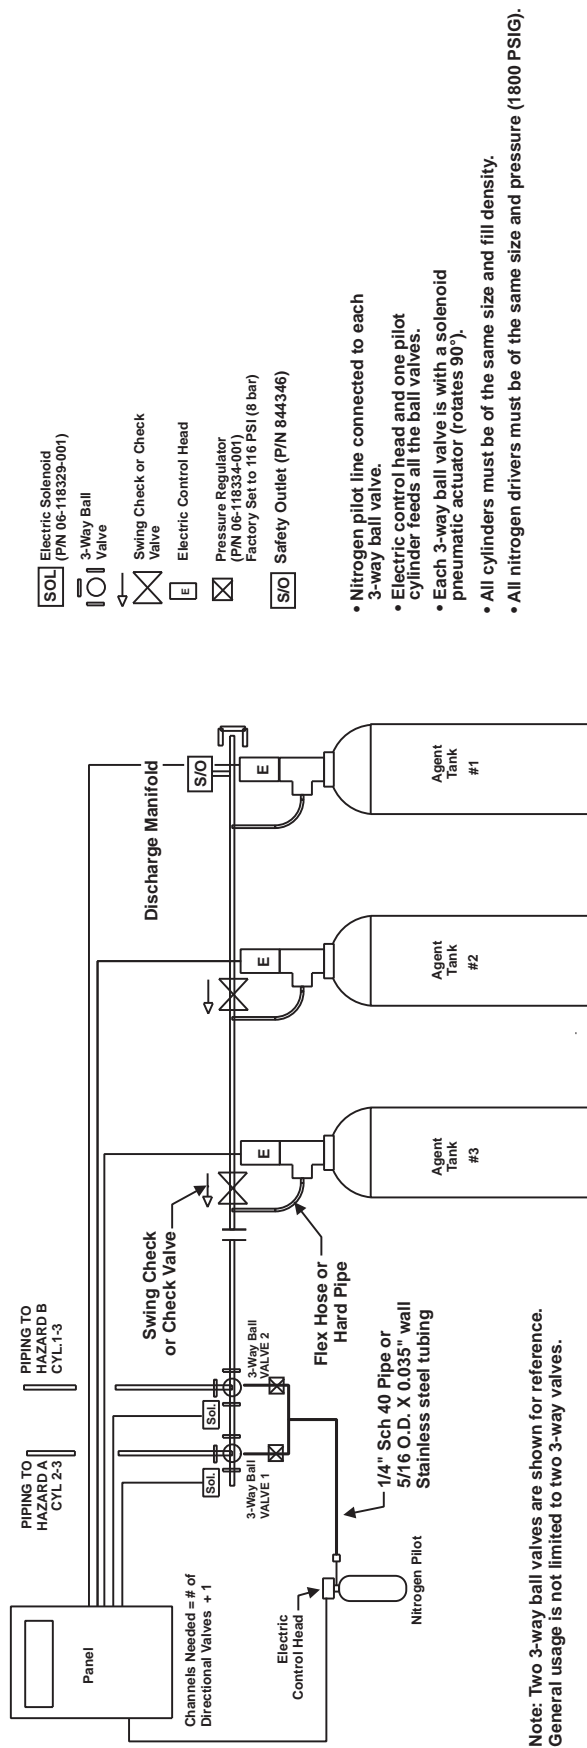 PIPING TO
HAZARD A
CYL 2-3
PIPING TO
HAZARD B
CYL.1-3
Panel
Channels Needed = # of
Directional Valves + 1
Sol.
Sol.
3-Way Ball
VALVE 1
3-Way Ball
VALVE 2
Swing Check
or Check Valve
Discharge Manifold
S/O
E
E
E
Flex Hose or
Hard Pipe
Electric
Control Head
Nitrogen Pilot
1/4" Sch 40 Pipe or
5/16 O.D. X 0.035" wall
Stainless steel tubing
Agent
Tank
#3
Agent
Tank
#2
Agent
Tank
#1
Note: Two 3-way ball valves are shown for reference.
General usage is not limited to two 3-way valves.
SOL
Electric Solenoid
(P/N 06-118329-001)
3-Way Ball
Valve
Swing Check or Check
Valve
E
Electric Control Head
Pressure Regulator
(P/N 06-118334-001)
Factory Set to 116 PSI (8 bar)
S/O
Safety Outlet (P/N 844346)
• Nitrogen pilot line connected to each
3-way ball valve.
• Electric control head and one pilot
cylinder feeds all the ball valves.
• Each 3-way ball valve is with a solenoid
pneumatic actuator (rotates 90°).
• All cylinders must be of the same size and fill density.
• All nitrogen drivers must be of the same size and pressure (1800 PSIG).